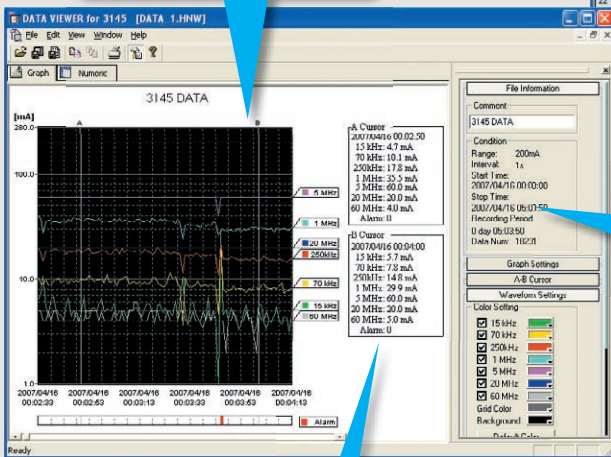 22
DATA VIEWER for 3145 [DATA_1.HNW]
File Edit View Window Help
Graph Numeric
3145 DATA
[mA]
A B
280.0
100.0
10.0
1.0
5 MHz
1 MHz
20 MHz
250kHz
70 kHz
15 kHz
60 MHz
2007/04/16 2007/04/16 2007/04/16 2007/04/16 2007/04/16 2007/04/16
00:02:33 00:02:53 00:03:13 00:03:33 00:03:53 00:04:13
Alarm
A Cursor
2007/04/16 00:02:50
15 kHz: 4.7 mA
70 kHz: 10.1 mA
250kHz: 17.8 mA
1 MHz: 35.5 mA
5 MHz: 60.0 mA
20 MHz: 20.0 mA
60 MHz: 4.0 mA
Alarm: 0
B Cursor
2007/04/16 00:04:00
15 kHz: 5.7 mA
70 kHz: 7.8 mA
250kHz: 14.8 mA
1 MHz: 29.9 mA
5 MHz: 60.0 mA
20 MHz: 20.0 mA
60 MHz: 5.0 mA
Alarm: 0
File Information
Comment
3145 DATA
Condition
Range: 200mA
Interval: 1s
Start Time:
2007/04/16 00:00:00
Stop Time:
2007/04/16 05:03:50
Recording Period
0 day 05:03:50
Data Num: 18231
Graph Settings
A-B Cursor
Waveform Settings
Color Setting
15 kHz
70 kHz
250kHz
1 MHz
5 MHz
20 MHz
60 MHz
Grid Color
Background
Default Color
Ready